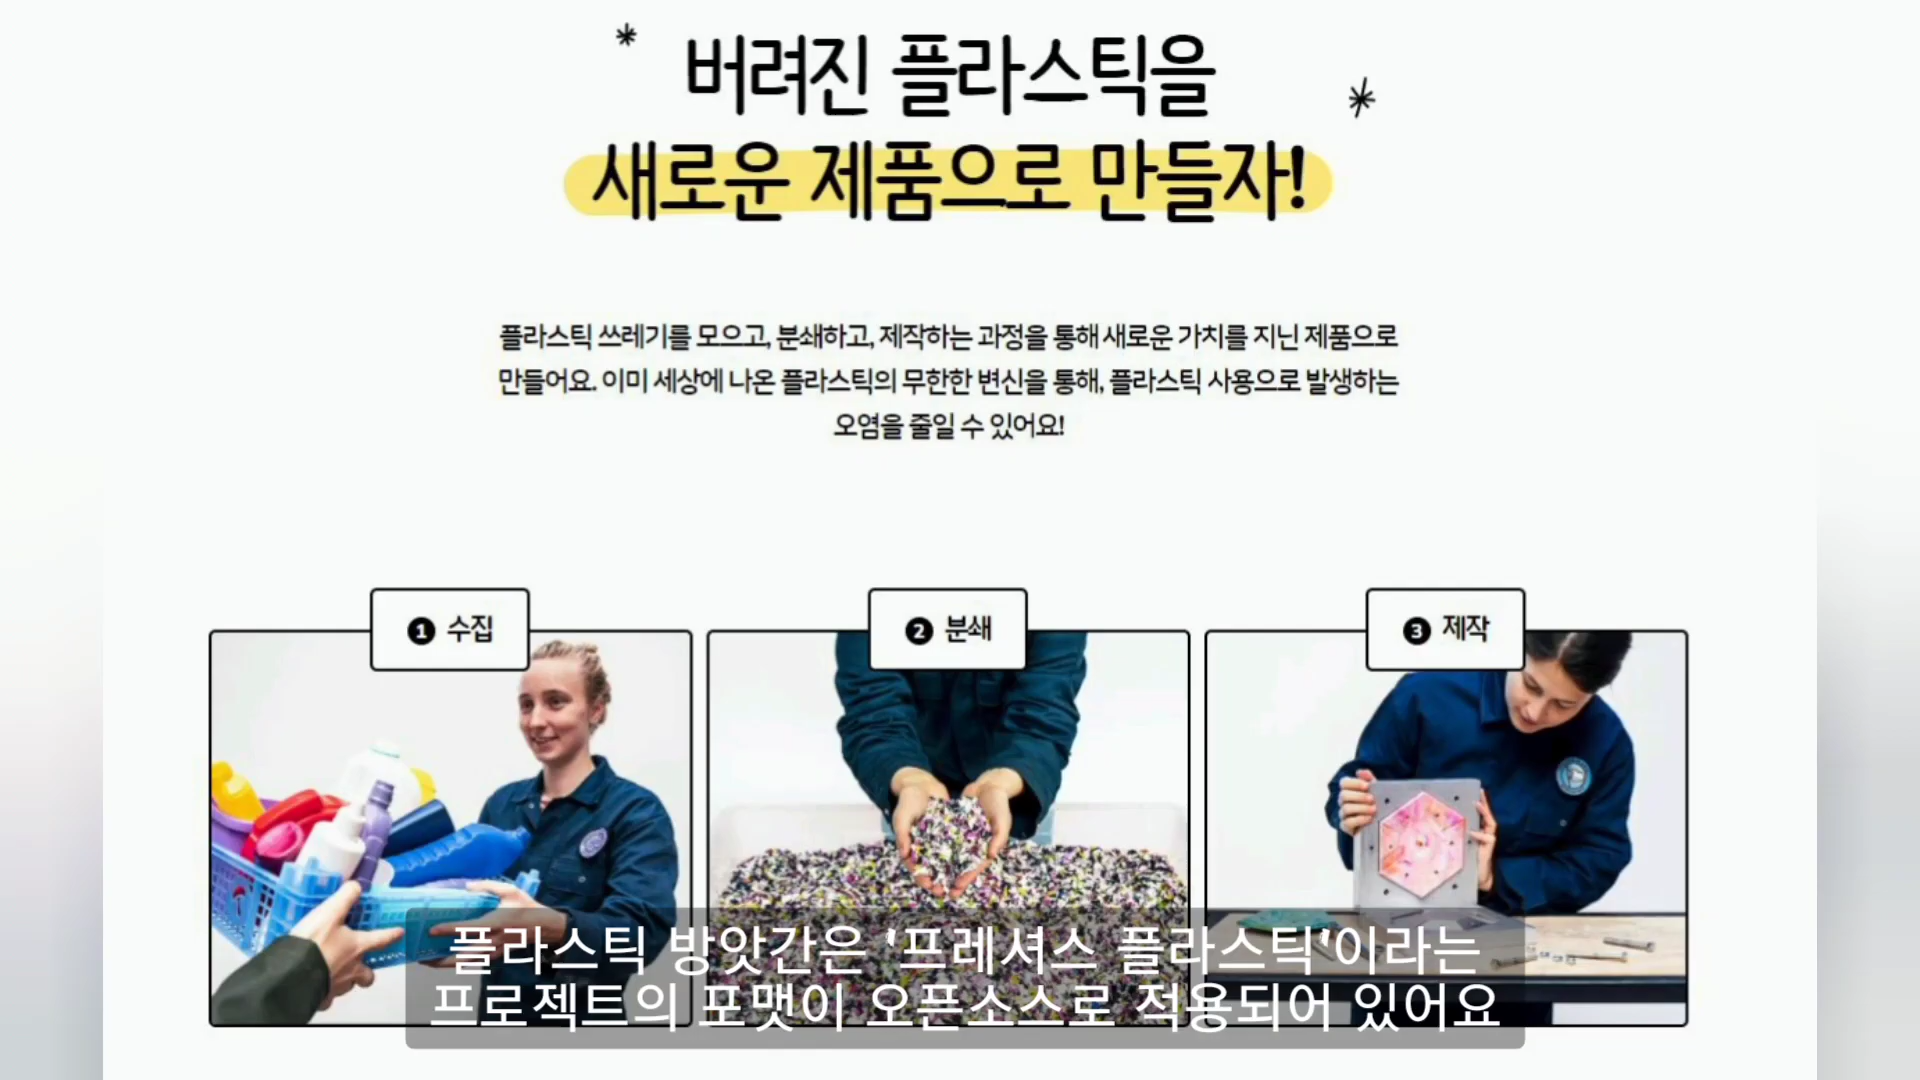 버려진 플라스틱을
새로운 제품으로 만들자!
플라스틱 쓰레기를 모으고, 분쇄하고, 제작하는 과정을 통해 새로운 가치를 지닌 제품으로
만들어요. 이미 세상에 나온 플라스틱의 무한한 변신을 통해, 플라스틱 사용으로 발생하는
오염을 줄일 수 있어요!
1 수집
2 분쇄
3 제작
플라스틱 방앗간은 '프레셔스 플라스틱'이라는
프로젝트의 포맷이 오픈소스로 적용되어 있어요